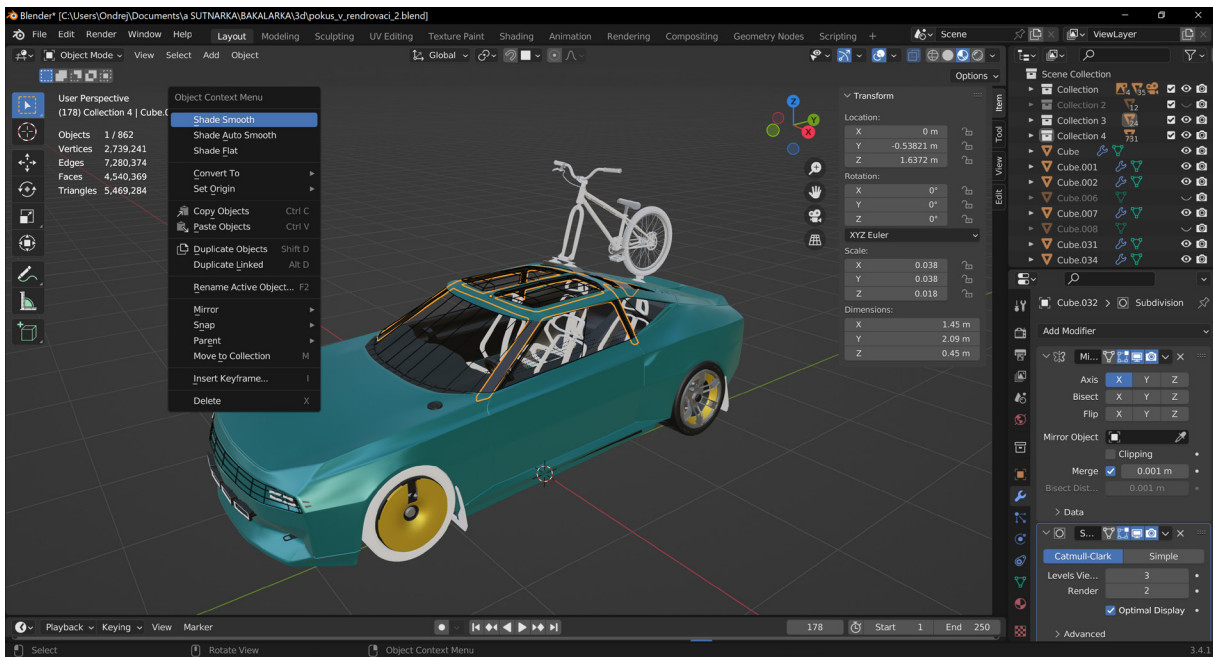 Blender* [C:\Users\Ondrej\Documents\a SUTNARKA\BAKALARKA\3d\pokus_v_rendrovaci_2.blend]
File Edit Render Window Help Layout Modeling Sculpting UV Editing Texture Paint Shading Animation Rendering Compositing Geometry Nodes Scripting + Scene ViewLayer
Object Mode View Select Add Object Global
Options
User Perspective
(178) Collection 4 | Cube.0
Objects 1 / 862
Vertices 2,739,241
Edges 7,280,374
Faces 4,540,369
Triangles 5,469,284
Object Context Menu
Shade Smooth
Shade Auto Smooth
Shade Flat
Convert To
Set Origin
Copy Objects Ctrl C
Paste Objects Ctrl V
Duplicate Objects Shift D
Duplicate Linked Alt D
Rename Active Object... F2
Mirror
Snap
Parent
Move to Collection M
Insert Keyframe... I
Delete X
Z
Y
X
Transform
Location:
X 0 m
Y -0.53821 m
Z 1.6372 m
Rotation:
X 0°
Y 0°
Z 0°
XYZ Euler
Scale:
X 0.038
Y 0.038
Z 0.018
Dimensions:
X 1.45 m
Y 2.09 m
Z 0.45 m
Item
Tool
View
Edit
Scene Collection
Collection 4 35
Collection 2 12
Collection 3 24
Collection 4 731
Cube
Cube.001
Cube.002
Cube.006
Cube.007
Cube.008
Cube.031
Cube.034
Cube.032 > Subdivision
Add Modifier
Mi...
Axis X Y Z
Bisect X Y Z
Flip X Y Z
Mirror Object
Clipping
Merge 0.001 m
Bisect Dist... 0.001 m
> Data
S...
Catmull-Clark Simple
Levels Vie... 3
Render 2
Optimal Display
> Advanced
Playback Keying View Marker 178 Start 1 End 250
Select Rotate View Object Context Menu 3.4.1